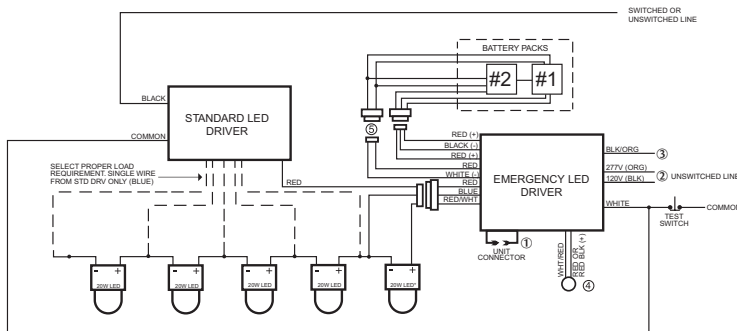 SWITCHED OR
UNSWITCHED LINE
BATTERY PACKS
#2
#1
BLACK
STANDARD LED
DRIVER
COMMON
⑤
RED (+)
BLACK (-)
RED (+)
RED
WHITE (-)
RED
BLUE
RED/WHT
SELECT PROPER LOAD
REQUIREMENT. SINGLE WIRE
FROM STD DRV ONLY (BLUE)
RED
EMERGENCY LED
DRIVER
BLK/ORG
③
277V (ORG)
120V (BLK)
② UNSWITCHED LINE
WHITE
TEST
SWITCH
COMMON
①
UNIT
CONNECTOR
WHT/RED
RED OR
RED BLK (+)
④
- +
20W LED
- +
20W LED
- +
20W LED
- +
20W LED
- +
20W LED*